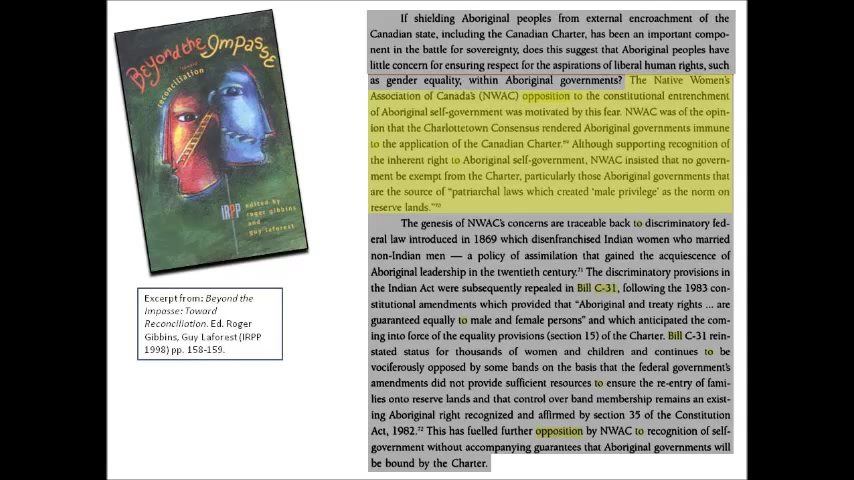 Beyond the Impasse
toward
reconciliation
IRPP
edited by
roger gibbins
and
guy laforest
Excerpt from: Beyond the
Impasse: Toward
Reconciliation. Ed. Roger
Gibbins, Guy Laforest (IRPP
1998) pp. 158-159.
If shielding Aboriginal peoples from external encroachment of the
Canadian state, including the Canadian Charter, has been an important compo-
nent in the battle for sovereignty, does this suggest that Aboriginal peoples have
little concern for ensuring respect for the aspirations of liberal human rights, such
as gender equality, within Aboriginal governments? The Native Women's
Association of Canada's (NWAC) opposition to the constitutional entrenchment
of Aboriginal self-government was motivated by this fear. NWAC was of the opin-
ion that the Charlottetown Consensus rendered Aboriginal governments immune
to the application of the Canadian Charter.⁶⁹ Although supporting recognition of
the inherent right to Aboriginal self-government, NWAC insisted that no govern-
ment be exempt from the Charter, particularly those Aboriginal governments that
are the source of "patriarchal laws which created 'male privilege' as the norm on
reserve lands."⁷⁰
The genesis of NWAC's concerns are traceable back to discriminatory fed-
eral law introduced in 1869 which disenfranchised Indian women who married
non-Indian men — a policy of assimilation that gained the acquiescence of
Aboriginal leadership in the twentieth century.⁷¹ The discriminatory provisions in
the Indian Act were subsequently repealed in Bill C-31, following the 1983 con-
stitutional amendments which provided that "Aboriginal and treaty rights ... are
guaranteed equally to male and female persons" and which anticipated the com-
ing into force of the equality provisions (section 15) of the Charter. Bill C-31 rein-
stated status for thousands of women and children and continues to be
vociferously opposed by some bands on the basis that the federal government's
amendments did not provide sufficient resources to ensure the re-entry of fami-
lies onto reserve lands and that control over band membership remains an exist-
ing Aboriginal right recognized and affirmed by section 35 of the Constitution
Act, 1982.⁷² This has fuelled further opposition by NWAC to recognition of self-
government without accompanying guarantees that Aboriginal governments will
be bound by the Charter.